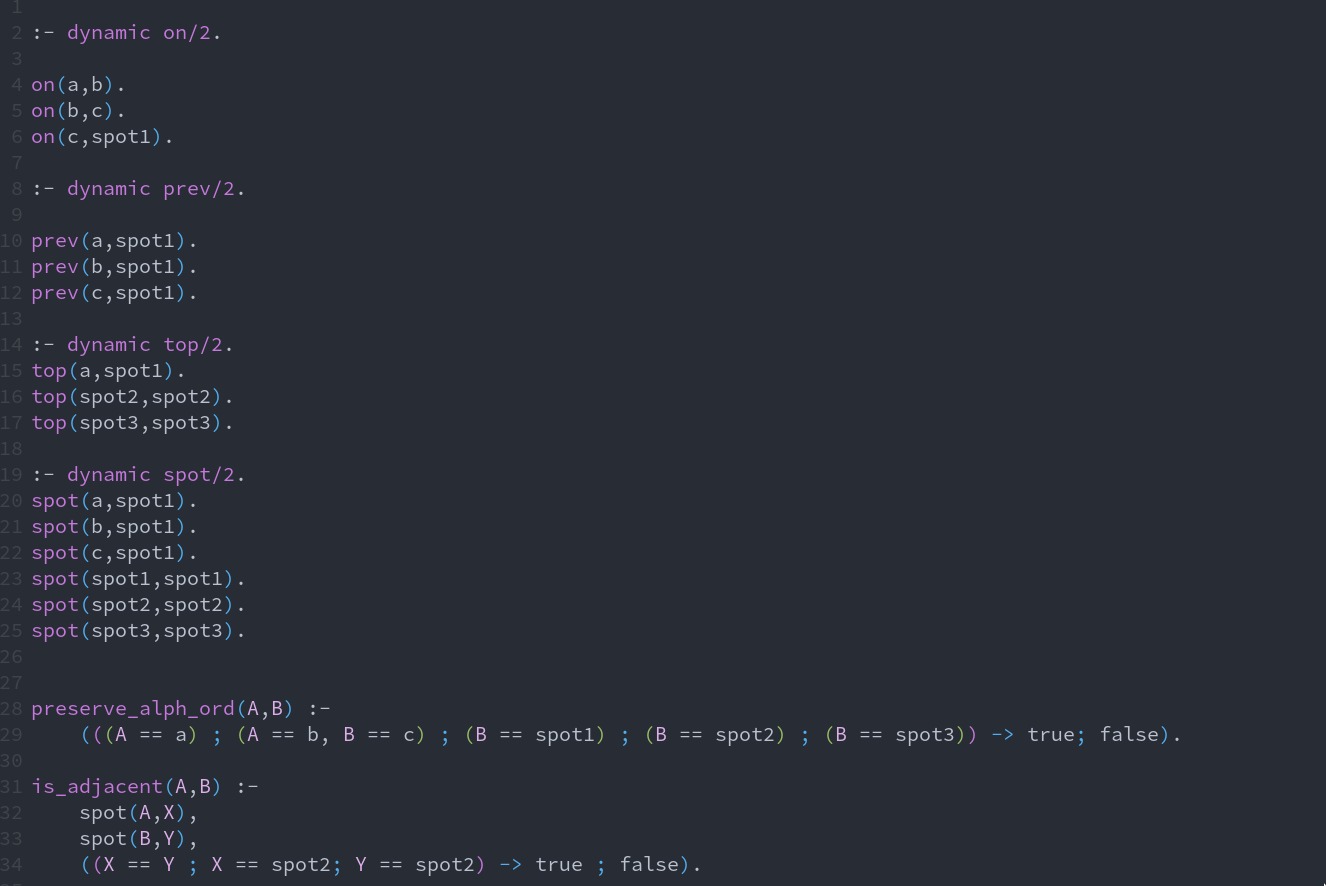 1
2 :- dynamic on/2.
3
4 on(a,b).
5 on(b,c).
6 on(c,spot1).
7
8 :- dynamic prev/2.
9
10 prev(a,spot1).
11 prev(b,spot1).
12 prev(c,spot1).
13
14 :- dynamic top/2.
15 top(a,spot1).
16 top(spot2,spot2).
17 top(spot3,spot3).
18
19 :- dynamic spot/2.
20 spot(a,spot1).
21 spot(b,spot1).
22 spot(c,spot1).
23 spot(spot1,spot1).
24 spot(spot2,spot2).
25 spot(spot3,spot3).
26
27
28 preserve_alph_ord(A,B) :-
29     (((A == a) ; (A == b, B == c) ; (B == spot1) ; (B == spot2) ; (B == spot3)) -> true; false).
30
31 is_adjacent(A,B) :-
32     spot(A,X),
33     spot(B,Y),
34     ((X == Y ; X == spot2; Y == spot2) -> true ; false).